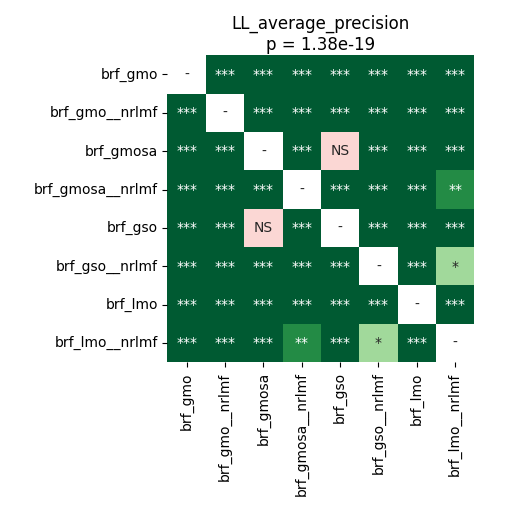 LL_average_precision
p = 1.38e-19
brf_gmo - *** *** *** *** *** *** ***
brf_gmo__nrlmf *** - *** *** *** *** *** ***
brf_gmosa *** *** - *** NS *** *** ***
brf_gmosa__nrlmf *** *** *** - *** *** *** **
brf_gso *** *** NS *** - *** *** ***
brf_gso__nrlmf *** *** *** *** *** - *** *
brf_lmo *** *** *** *** *** *** - ***
brf_lmo__nrlmf *** *** *** ** *** * *** -
brf_gmo
brf_gmo__nrlmf
brf_gmosa
brf_gmosa__nrlmf
brf_gso
brf_gso__nrlmf
brf_lmo
brf_lmo__nrlmf